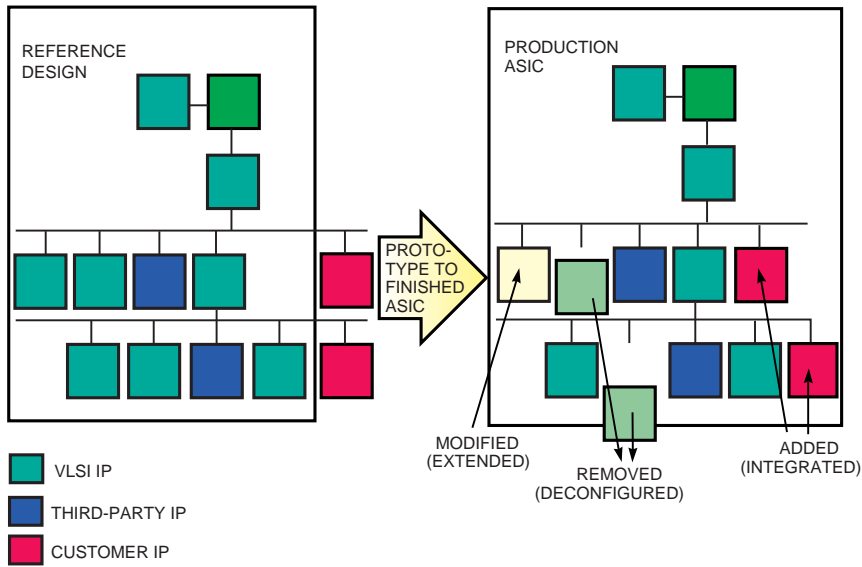 REFERENCE
DESIGN
PRODUCTION
ASIC
PROTO-
TYPE TO
FINISHED
ASIC
MODIFIED
(EXTENDED)
REMOVED
(DECONFIGURED)
ADDED
(INTEGRATED)
VLSI IP
THIRD-PARTY IP
CUSTOMER IP